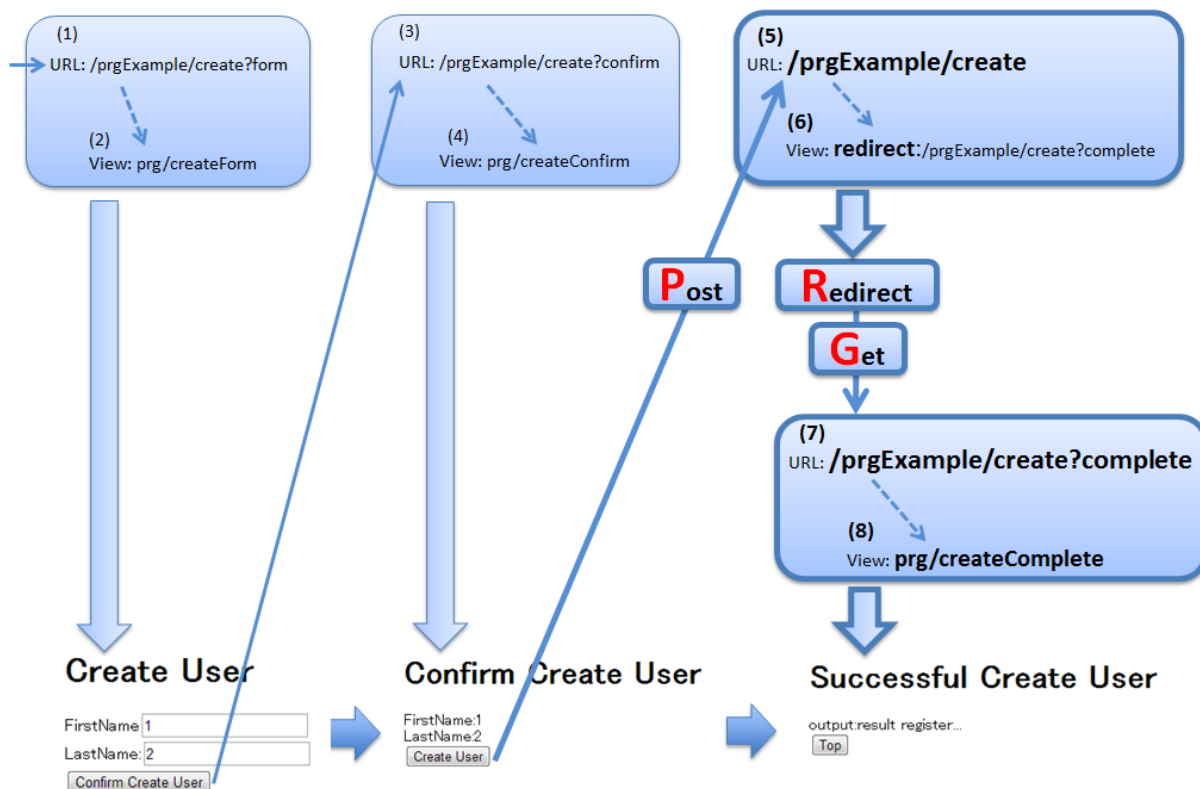 (1)
URL: /prgExample/create?form
(2)
View: prg/createForm
(3)
URL: /prgExample/create?confirm
(4)
View: prg/createConfirm
(5)
URL: /prgExample/create
(6)
View: redirect:/prgExample/create?complete
Post
Redirect
Get
(7)
URL: /prgExample/create?complete
(8)
View: prg/createComplete
Create User
FirstName 1
LastName: 2
Confirm Create User
Confirm Create User
FirstName:1
LastName:2
Create User
Successful Create User
output:result register...
Top